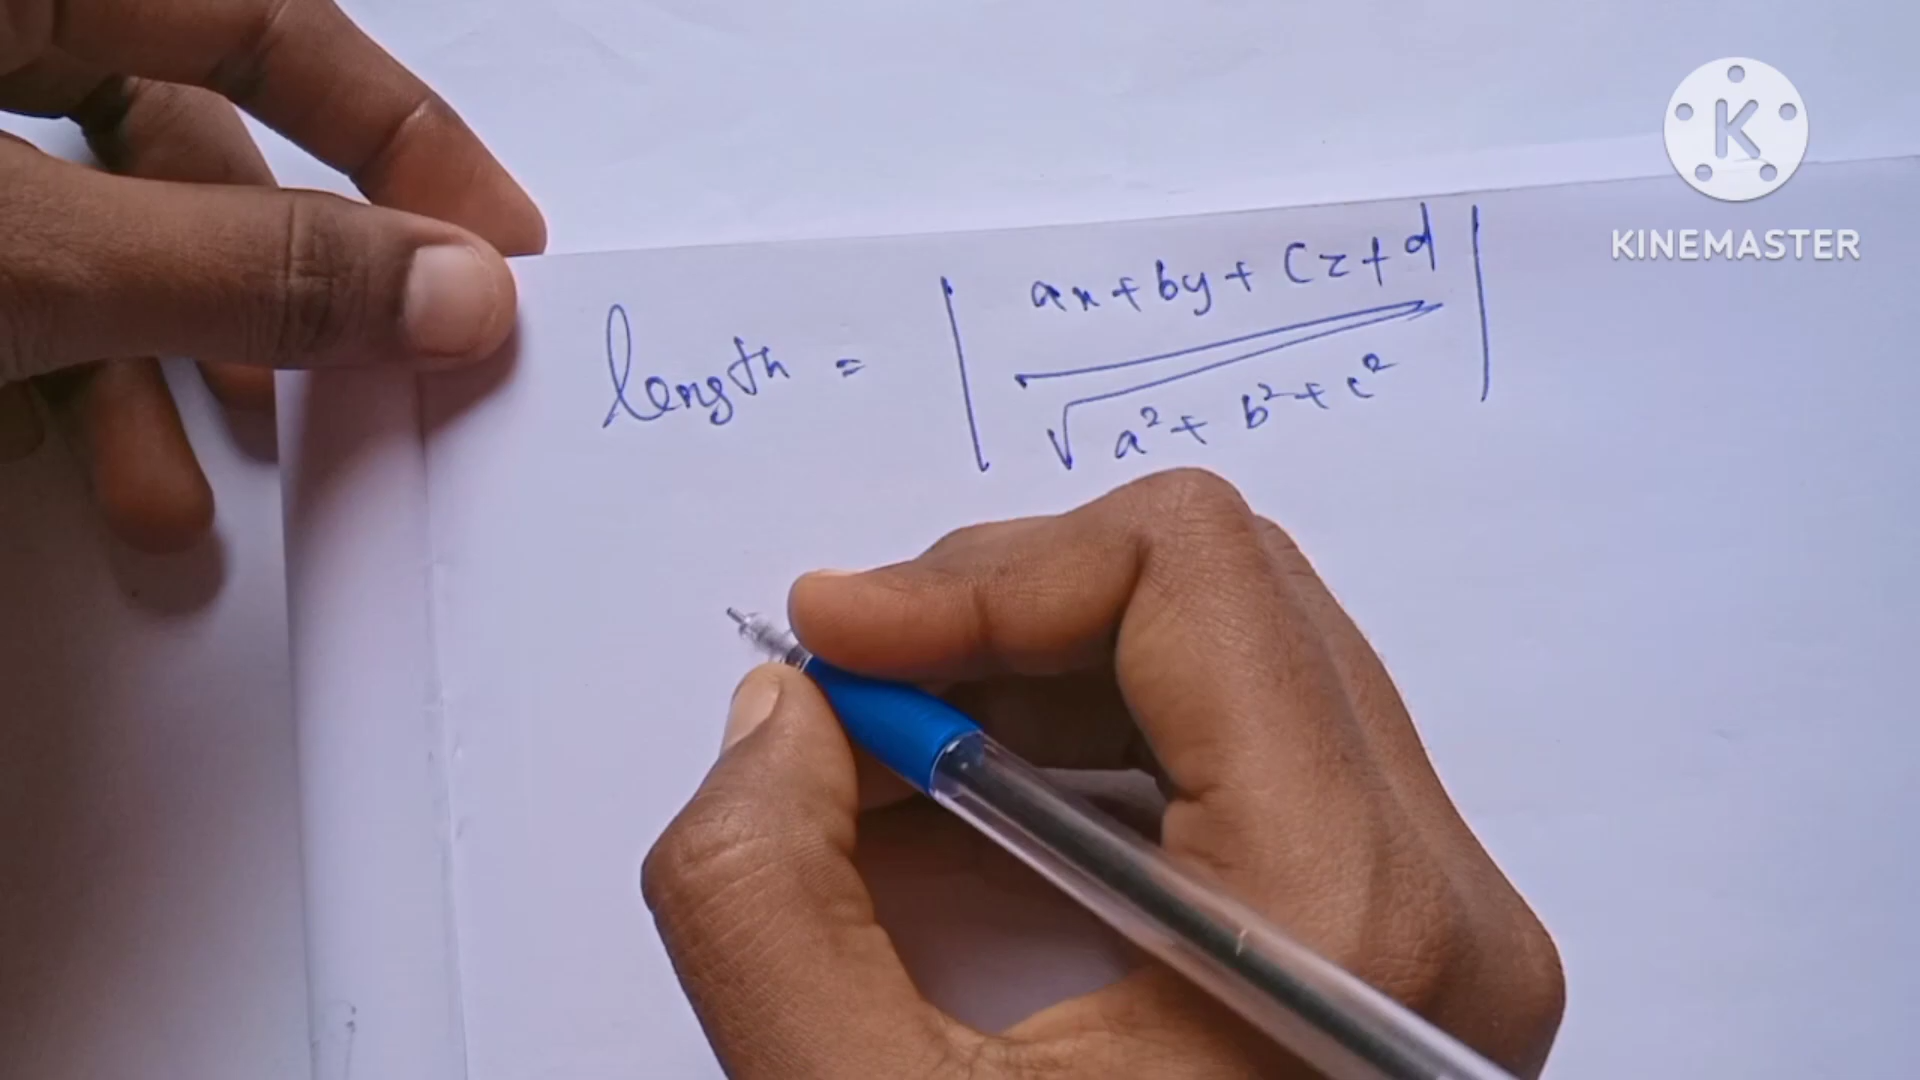 KINEMASTER
length = | ax+by+cz+d / √a²+b²+c² |